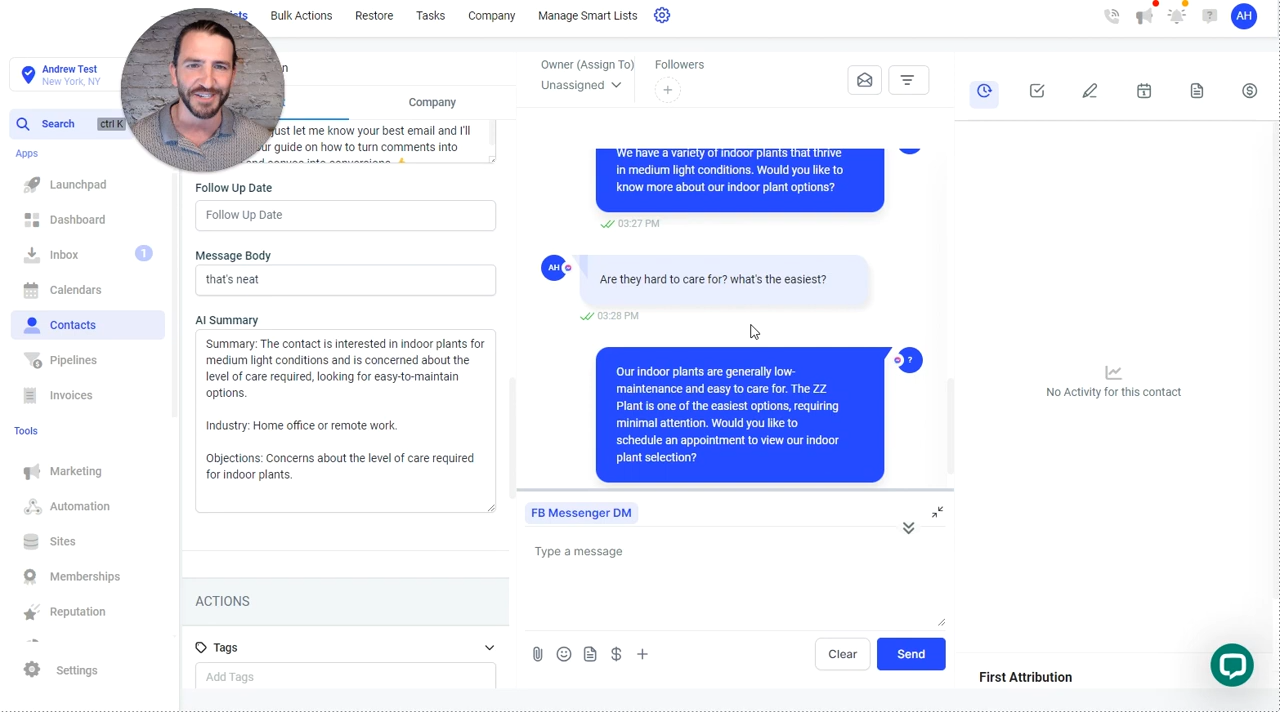 ists
Bulk Actions
Restore
Tasks
Company
Manage Smart Lists
AH
Andrew Test
New York, NY
Search
ctrl K
Apps
Launchpad
Dashboard
Inbox
1
Calendars
Contacts
Pipelines
Invoices
Tools
Marketing
Automation
Sites
Memberships
Reputation
Settings
Company
just let me know your best email and I'll
our guide on how to turn comments into
Follow Up Date
Follow Up Date
Message Body
that's neat
AI Summary
Summary: The contact is interested in indoor plants for
medium light conditions and is concerned about the
level of care required, looking for easy-to-maintain
options.
Industry: Home office or remote work.
Objections: Concerns about the level of care required
for indoor plants.
ACTIONS
Tags
Add Tags
Owner (Assign To)
Unassigned
Followers
+
We have a variety of indoor plants that thrive
in medium light conditions. Would you like to
know more about our indoor plant options?
03:27 PM
AH
Are they hard to care for? what's the easiest?
03:28 PM
?
Our indoor plants are generally low-
maintenance and easy to care for. The ZZ
Plant is one of the easiest options, requiring
minimal attention. Would you like to
schedule an appointment to view our indoor
plant selection?
FB Messenger DM
Type a message
Clear
Send
No Activity for this contact
First Attribution